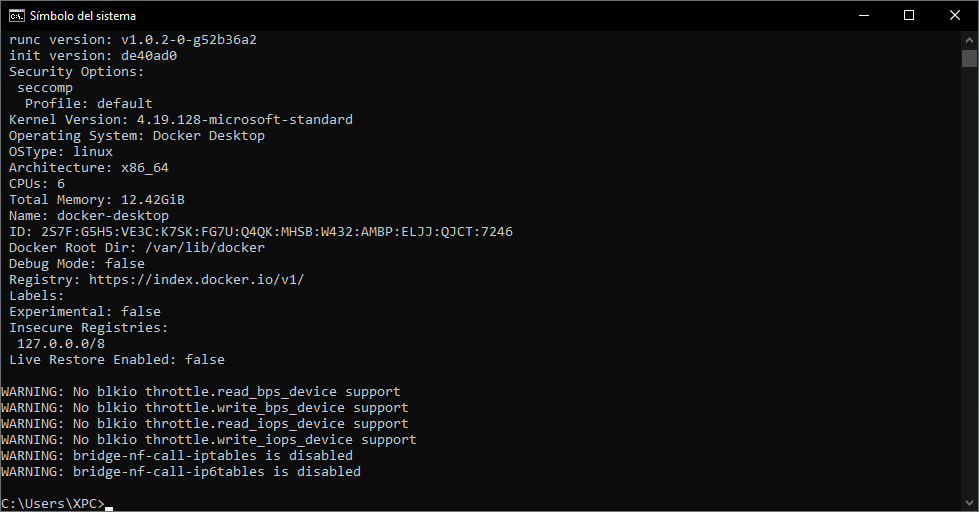 Símbolo del sistema
runc version: v1.0.2-0-g52b36a2
init version: de40ad0
Security Options:
seccomp
Profile: default
Kernel Version: 4.19.128-microsoft-standard
Operating System: Docker Desktop
OSType: linux
Architecture: x86_64
CPUs: 6
Total Memory: 12.42GiB
Name: docker-desktop
ID: 2S7F:G5H5:VE3C:K7SK:FG7U:Q4QK:MHSB:W432:AMBP:ELJJ:QJCT:7246
Docker Root Dir: /var/lib/docker
Debug Mode: false
Registry: https://index.docker.io/v1/
Labels:
Experimental: false
Insecure Registries:
127.0.0.0/8
Live Restore Enabled: false
WARNING: No blkio throttle.read_bps_device support
WARNING: No blkio throttle.write_bps_device support
WARNING: No blkio throttle.read_iops_device support
WARNING: No blkio throttle.write_iops_device support
WARNING: bridge-nf-call-iptables is disabled
WARNING: bridge-nf-call-ip6tables is disabled
C:\Users\XPC>